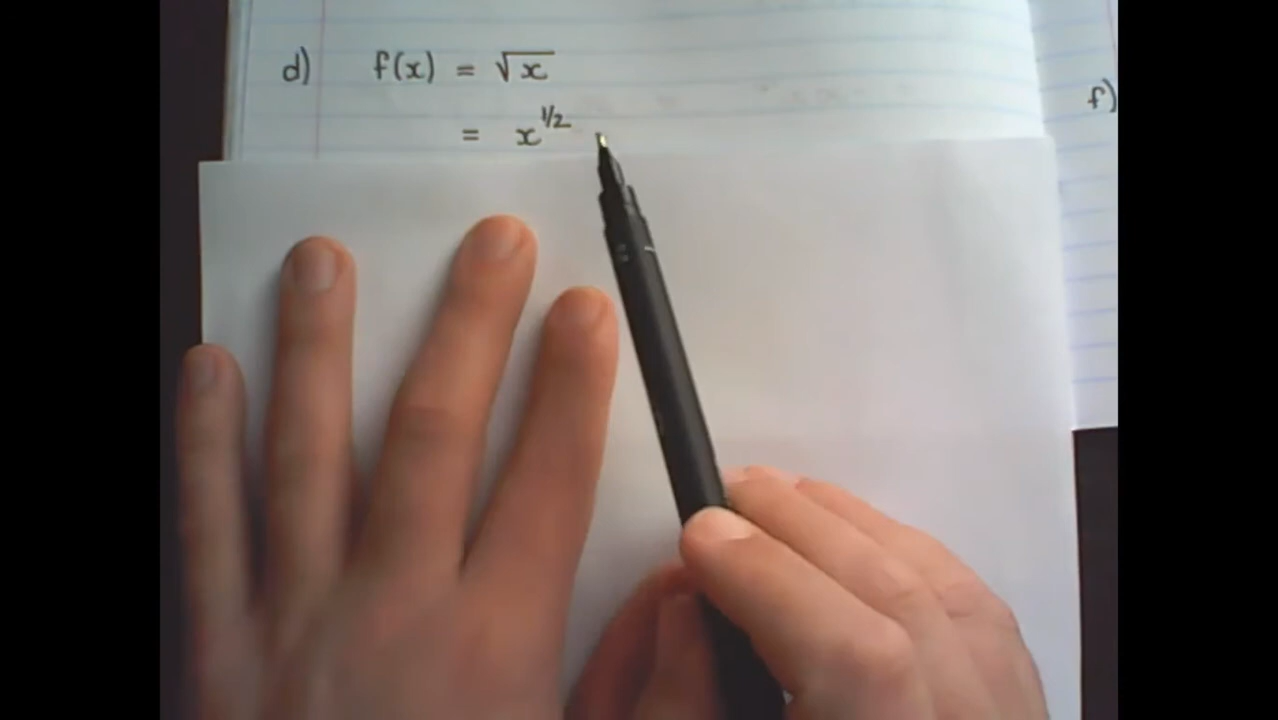 d) f(x) = √x
= x^1/2
f)